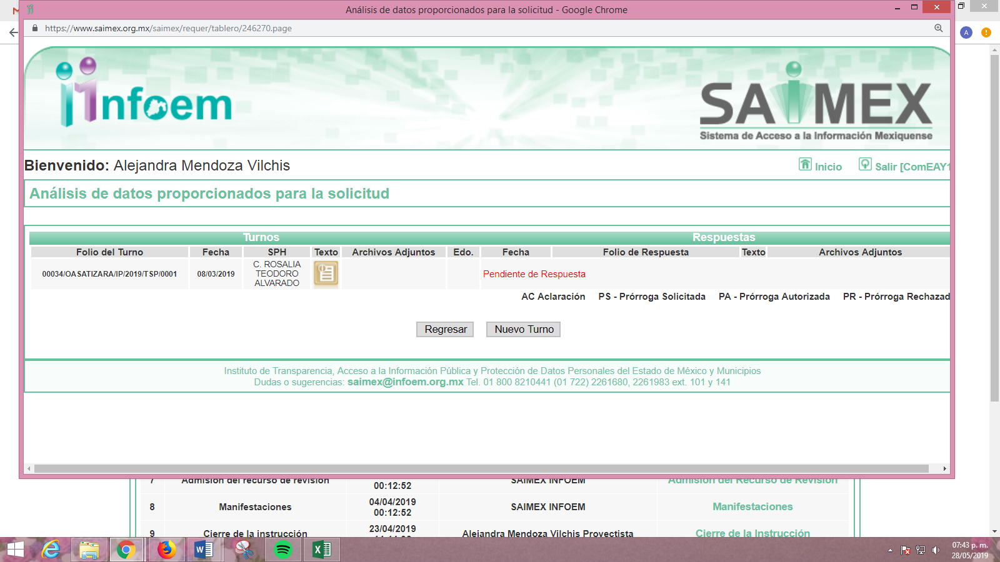 Análisis de datos proporcionados para la solicitud - Google Chrome
https://www.saimex.org.mx/saimex/requer/tablero/246270.page
A
infoem
SAIMEX
Sistema de Acceso a la Información Mexiquense
Bienvenido: Alejandra Mendoza Vilchis
Inicio
Salir [ComEAY1
Análisis de datos proporcionados para la solicitud
Turnos
Respuestas
Folio del Turno Fecha SPH Texto Archivos Adjuntos Edo. Fecha Folio de Respuesta Texto Archivos Adjuntos
00034/OASATIZARA/IP/2019/TSP/0001 08/03/2019 C. ROSALIA TEODORO ALVARADO Pendiente de Respuesta
AC Aclaración PS - Prórroga Solicitada PA - Prórroga Autorizada PR - Prórroga Rechazad
Regresar Nuevo Turno
Instituto de Transparencia, Acceso a la Información Pública y Protección de Datos Personales del Estado de México y Municipios
Dudas o sugerencias: saimex@infoem.org.mx Tel. 01 800 8210441 (01 722) 2261680, 2261983 ext. 101 y 141
7 Admisión del recurso de revisión 00:12:52 SAIMEX INFOEM Admisión del Recurso de Revisión
8 Manifestaciones 04/04/2019 00:12:52 SAIMEX INFOEM Manifestaciones
9 Cierre de la instrucción 23/04/2019 Alejandra Mendoza Vilchis Proyectista Cierre de la Instrucción
07:43 p. m.
28/05/2019